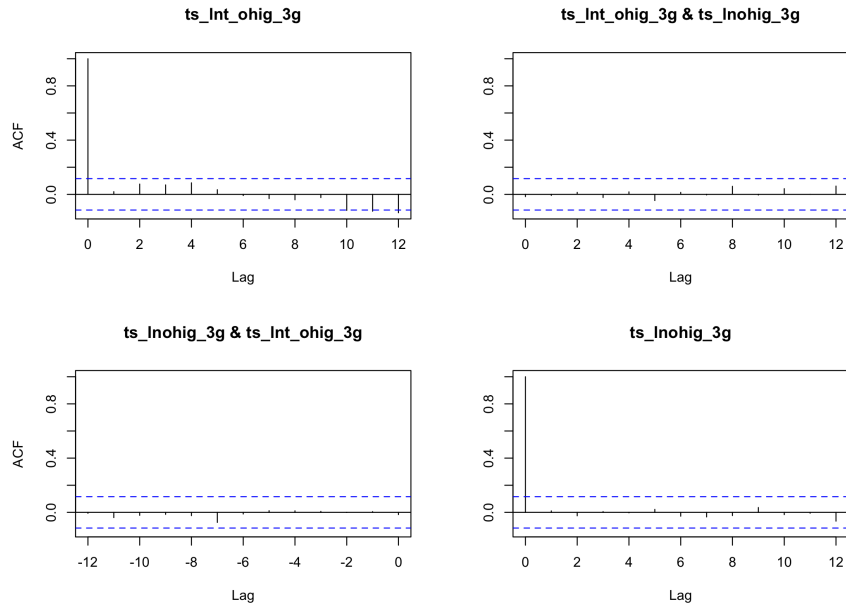 ts_lnt_ohig_3g
ACF
0.0 0.4 0.8
0 2 4 6 8 10 12
Lag
ts_lnt_ohig_3g & ts_lnohig_3g
0.0 0.4 0.8
0 2 4 6 8 10 12
Lag
ts_lnohig_3g & ts_lnt_ohig_3g
ACF
0.0 0.4 0.8
-12 -10 -8 -6 -4 -2 0
Lag
ts_lnohig_3g
0.0 0.4 0.8
0 2 4 6 8 10 12
Lag